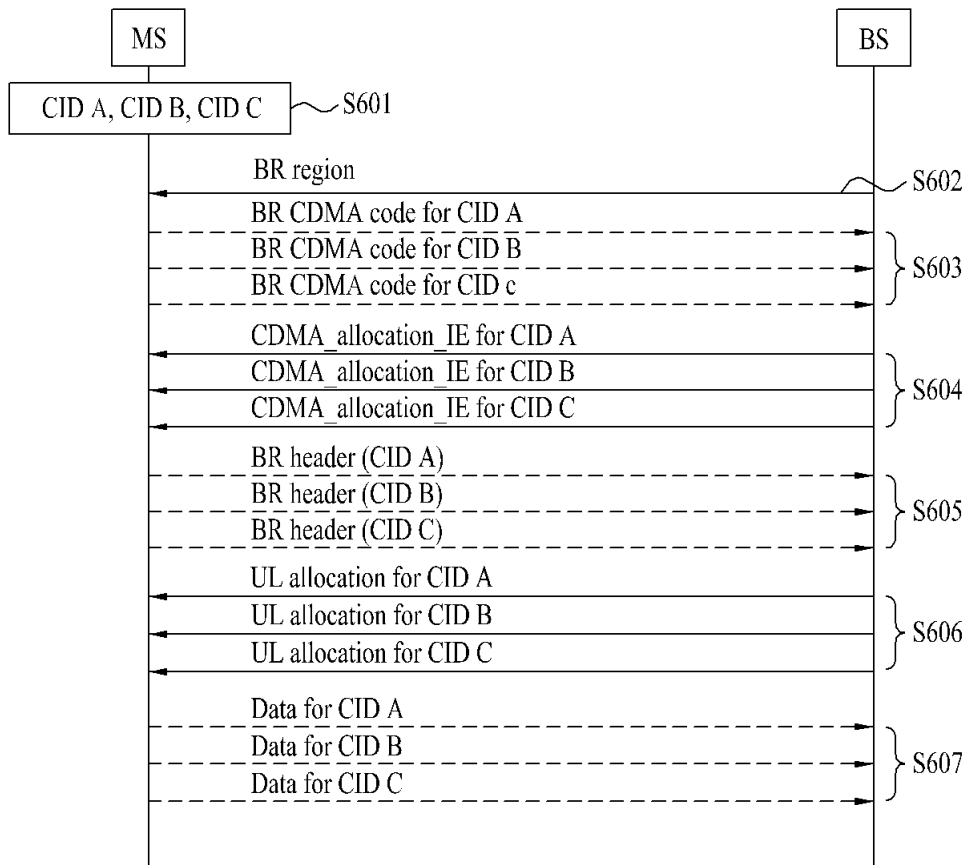 MS
BS
CID A, CID B, CID C
S601
BR region
S602
BR CDMA code for CID A
BR CDMA code for CID B
S603
BR CDMA code for CID c
CDMA_allocation_IE for CID A
CDMA_allocation_IE for CID B
S604
CDMA_allocation_IE for CID C
BR header (CID A)
BR header (CID B)
S605
BR header (CID C)
UL allocation for CID A
UL allocation for CID B
S606
UL allocation for CID C
Data for CID A
Data for CID B
S607
Data for CID C